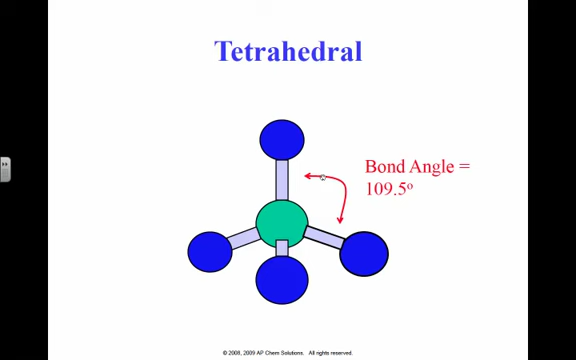 Tetrahedral
Bond Angle =
109.5º
© 2008, 2009 AP Chem Solutions. All rights reserved.